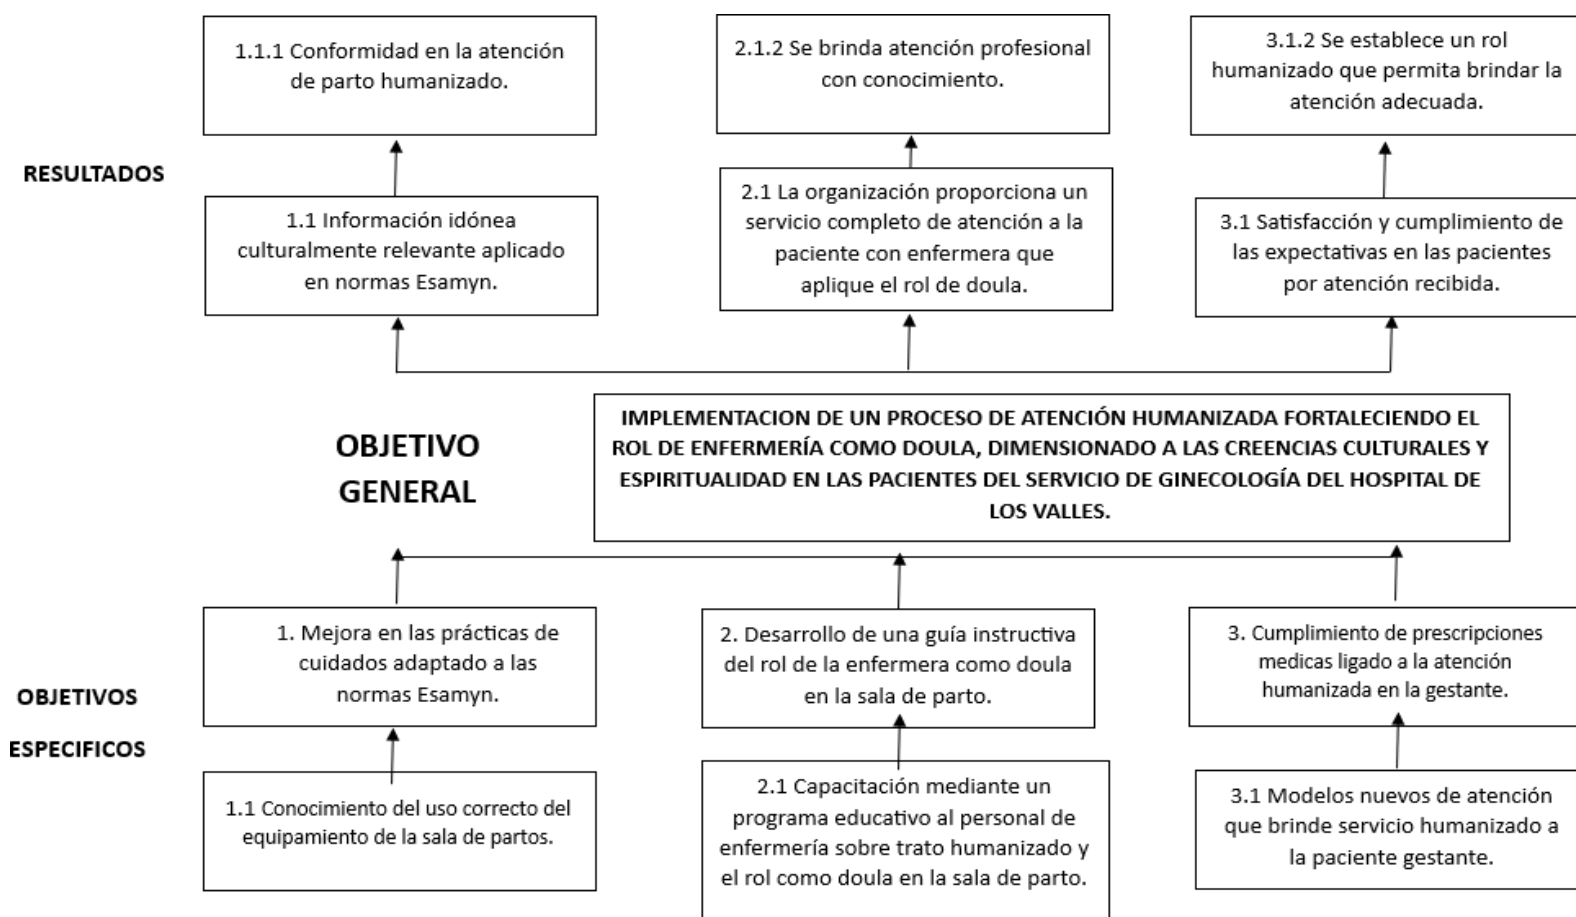 1.1.1 Conformidad en la atención
de parto humanizado.
2.1.2 Se brinda atención profesional
con conocimiento.
3.1.2 Se establece un rol
humanizado que permita brindar la
atención adecuada.
RESULTADOS
1.1 Información idónea
culturalmente relevante aplicado
en normas Esamyn.
2.1 La organización proporciona un
servicio completo de atención a la
paciente con enfermera que
aplique el rol de doula.
3.1 Satisfacción y cumplimiento de
las expectativas en las pacientes
por atención recibida.
OBJETIVO
GENERAL
IMPLEMENTACION DE UN PROCESO DE ATENCIÓN HUMANIZADA FORTALECIENDO EL
ROL DE ENFERMERÍA COMO DOULA, DIMENSIONADO A LAS CREENCIAS CULTURALES Y
ESPIRITUALIDAD EN LAS PACIENTES DEL SERVICIO DE GINECOLOGÍA DEL HOSPITAL DE
LOS VALLES.
1. Mejora en las prácticas de
cuidados adaptado a las
normas Esamyn.
2. Desarrollo de una guía instructiva
del rol de la enfermera como doula
en la sala de parto.
3. Cumplimiento de prescripciones
medicas ligado a la atención
humanizada en la gestante.
OBJETIVOS
ESPECIFICOS
1.1 Conocimiento del uso correcto del
equipamiento de la sala de partos.
2.1 Capacitación mediante un
programa educativo al personal de
enfermería sobre trato humanizado y
el rol como doula en la sala de parto.
3.1 Modelos nuevos de atención
que brinde servicio humanizado a
la paciente gestante.